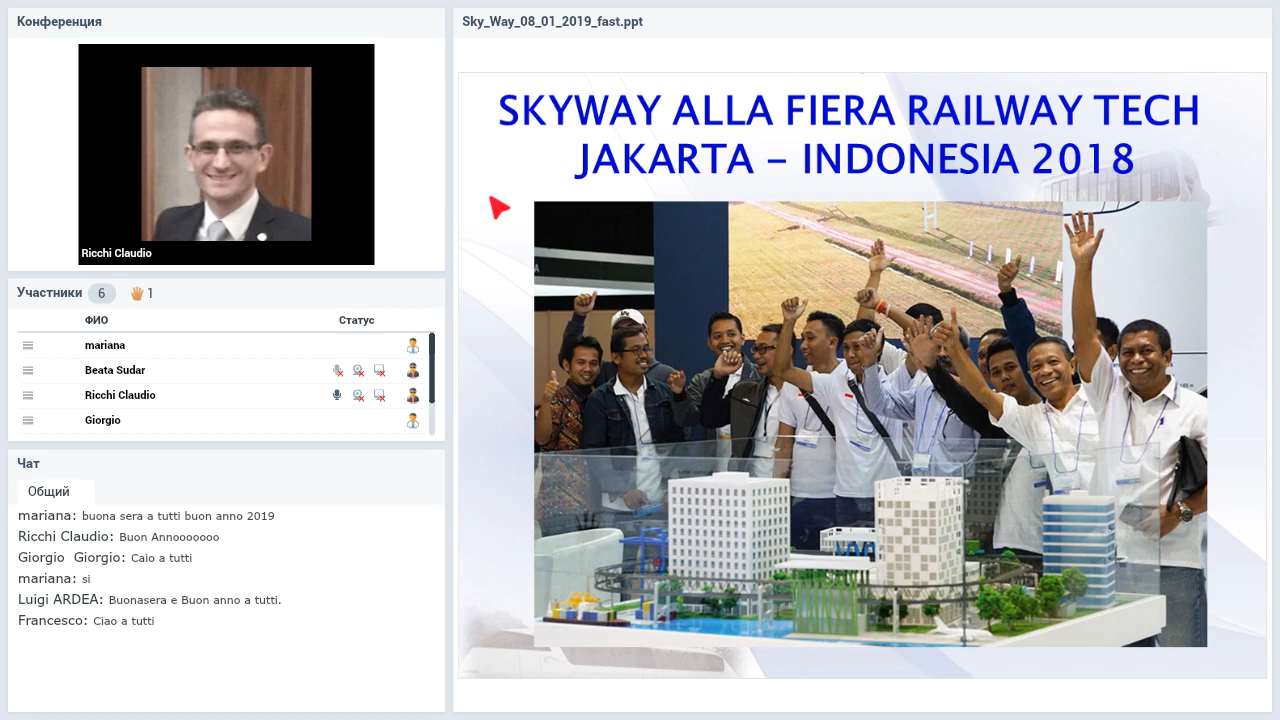 Конференция
Ricchi Claudio
Участники 6 1
ФИО Статус
mariana
Beata Sudar
Ricchi Claudio
Giorgio
Чат
Общий
mariana: buona sera a tutti buon anno 2019
Ricchi Claudio: Buon Annooooooo
Giorgio Giorgio: Caio a tutti
mariana: si
Luigi ARDEA: Buonasera e Buon anno a tutti.
Francesco: Ciao a tutti
Sky_Way_08_01_2019_fast.ppt
SKYWAY ALLA FIERA RAILWAY TECH
JAKARTA – INDONESIA 2018